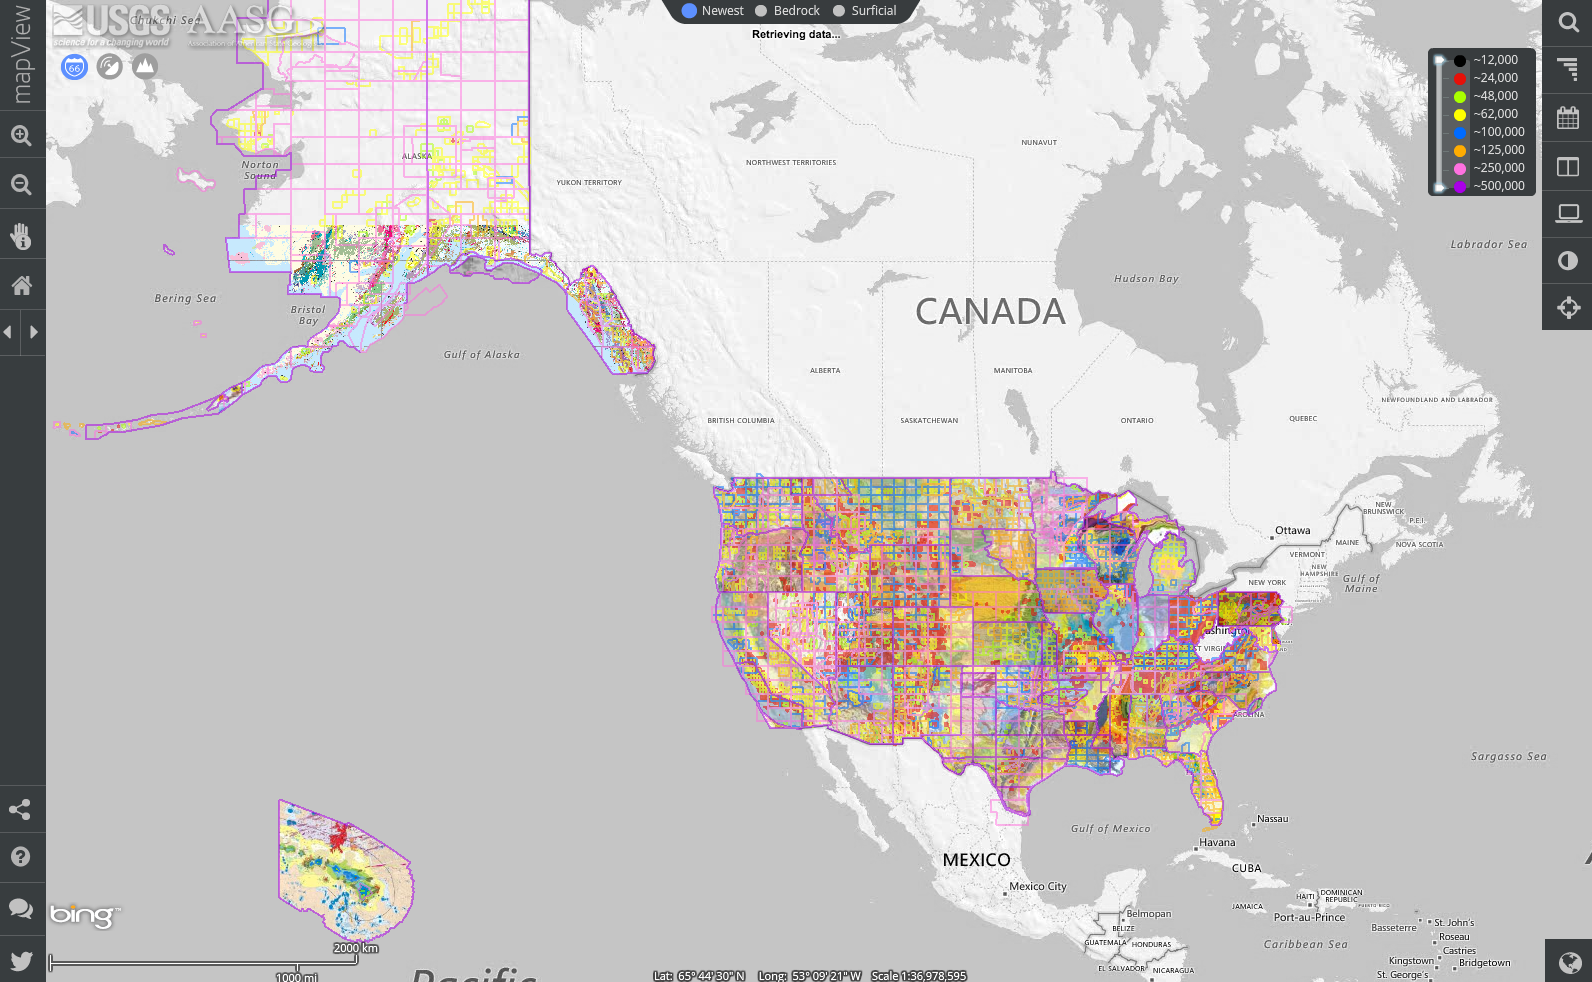 mapView
USGS
science for a changing world
AASG
Newest
Bedrock
Surficial
Retrieving data...
66
~12,000
~24,000
~48,000
~62,000
~100,000
~125,000
~250,000
~500,000
Chukchi Sea
ALASKA
Norton
Sound
Bering Sea
Bristol
Bay
Gulf of Alaska
YUKON TERRITORY
NORTHWEST TERRITORIES
NUNAVUT
Hudson Bay
Labrador Sea
CANADA
ALBERTA
MANITOBA
BRITISH COLUMBIA
SASKATCHEWAN
ONTARIO
QUEBEC
NEWFOUNDLAND AND LABRADOR
NEW
BRUNSWICK
P.E.I.
NOVA SCOTIA
Ottawa
MAINE
VERMONT
NEW
HAMPSHIRE
NEW YORK
Gulf of
Maine
ashingto
ST VIRGI
AROLINA
Sargasso Sea
Gulf of Mexico
Nassau
Havana
CUBA
MEXICO
Mexico City
HAITI
DOMINICAN
REPUBLIC
PUERTO RICO
JAMAICA
Port-au-Prince
Belmopan
BELIZE
GUATEMALA
HONDURAS
EL SALVADOR
NICARAGUA
Caribbean Sea
Basseterre
St. John's
Roseau
Castries
Kingstown
Bridgetown
St. George's
bing
2000 km
1000 mi
Pacific
Lat: 65° 44' 30" N Long: 53° 09' 21" W Scale 1:36,978,595